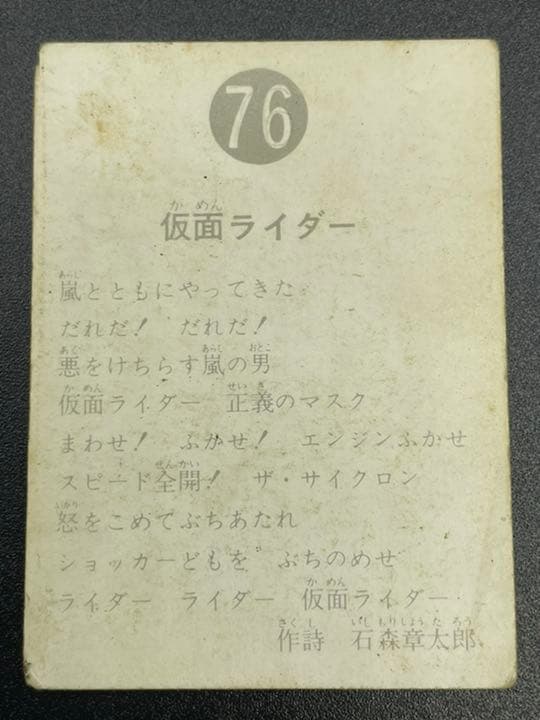 76
仮面ライダー
嵐とともにやってきた
だれだ! だれだ!
悪をけちらす嵐の男
仮面ライダー 正義のマスク
まわせ! ふかせ! エンジンふかせ
スピード全開! ザ・サイクロン
怒をこめてぶちあたれ
ショッカーどもを ぶちのめせ
ライダー ライダー 仮面ライダー
作詩 石森章太郎